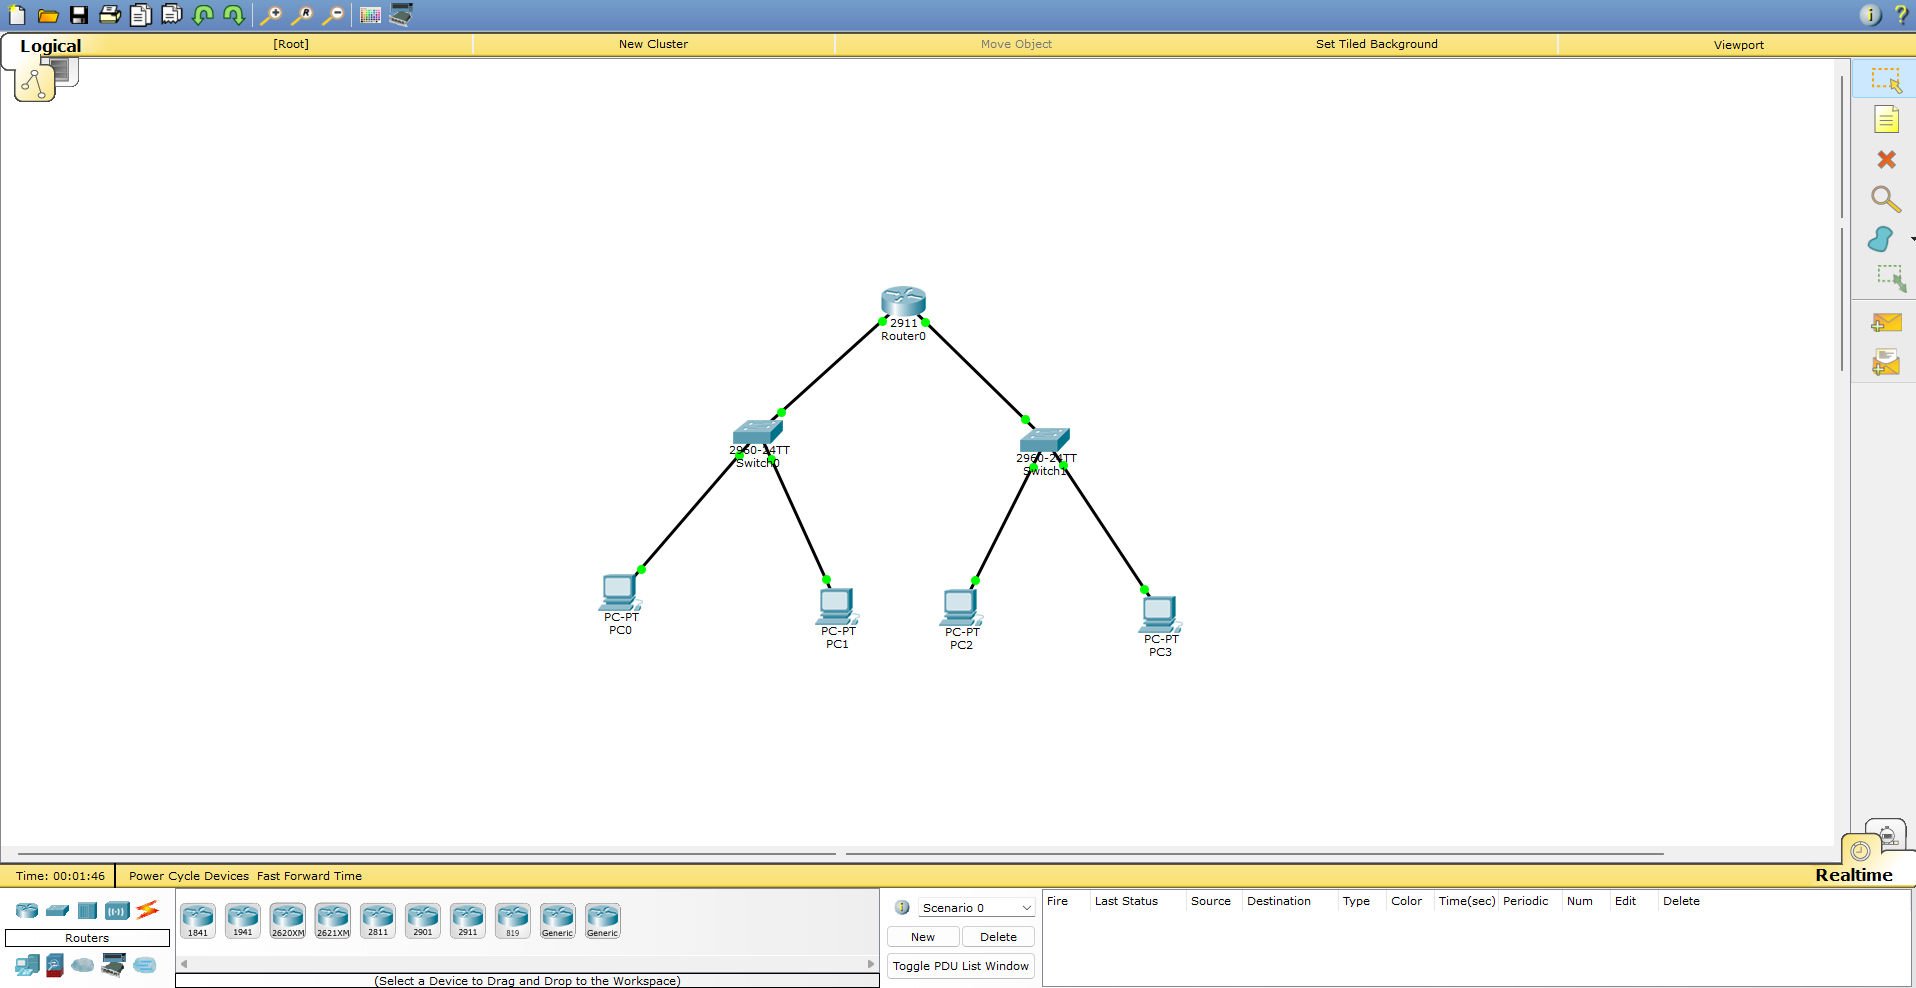 Logical
[Root]
New Cluster
Move Object
Set Tiled Background
Viewport
2911
Router0
2960-24TT
Switch0
2960-24TT
Switch1
PC-PT
PC0
PC-PT
PC1
PC-PT
PC2
PC-PT
PC3
Time: 00:01:46
Power Cycle Devices Fast Forward Time
Realtime
Routers
1841
1941
2620XM
2621XM
2811
2901
2911
819
Generic
Generic
(Select a Device to Drag and Drop to the Workspace)
Scenario 0
New
Delete
Toggle PDU List Window
Fire
Last Status
Source
Destination
Type
Color
Time(sec)
Periodic
Num
Edit
Delete